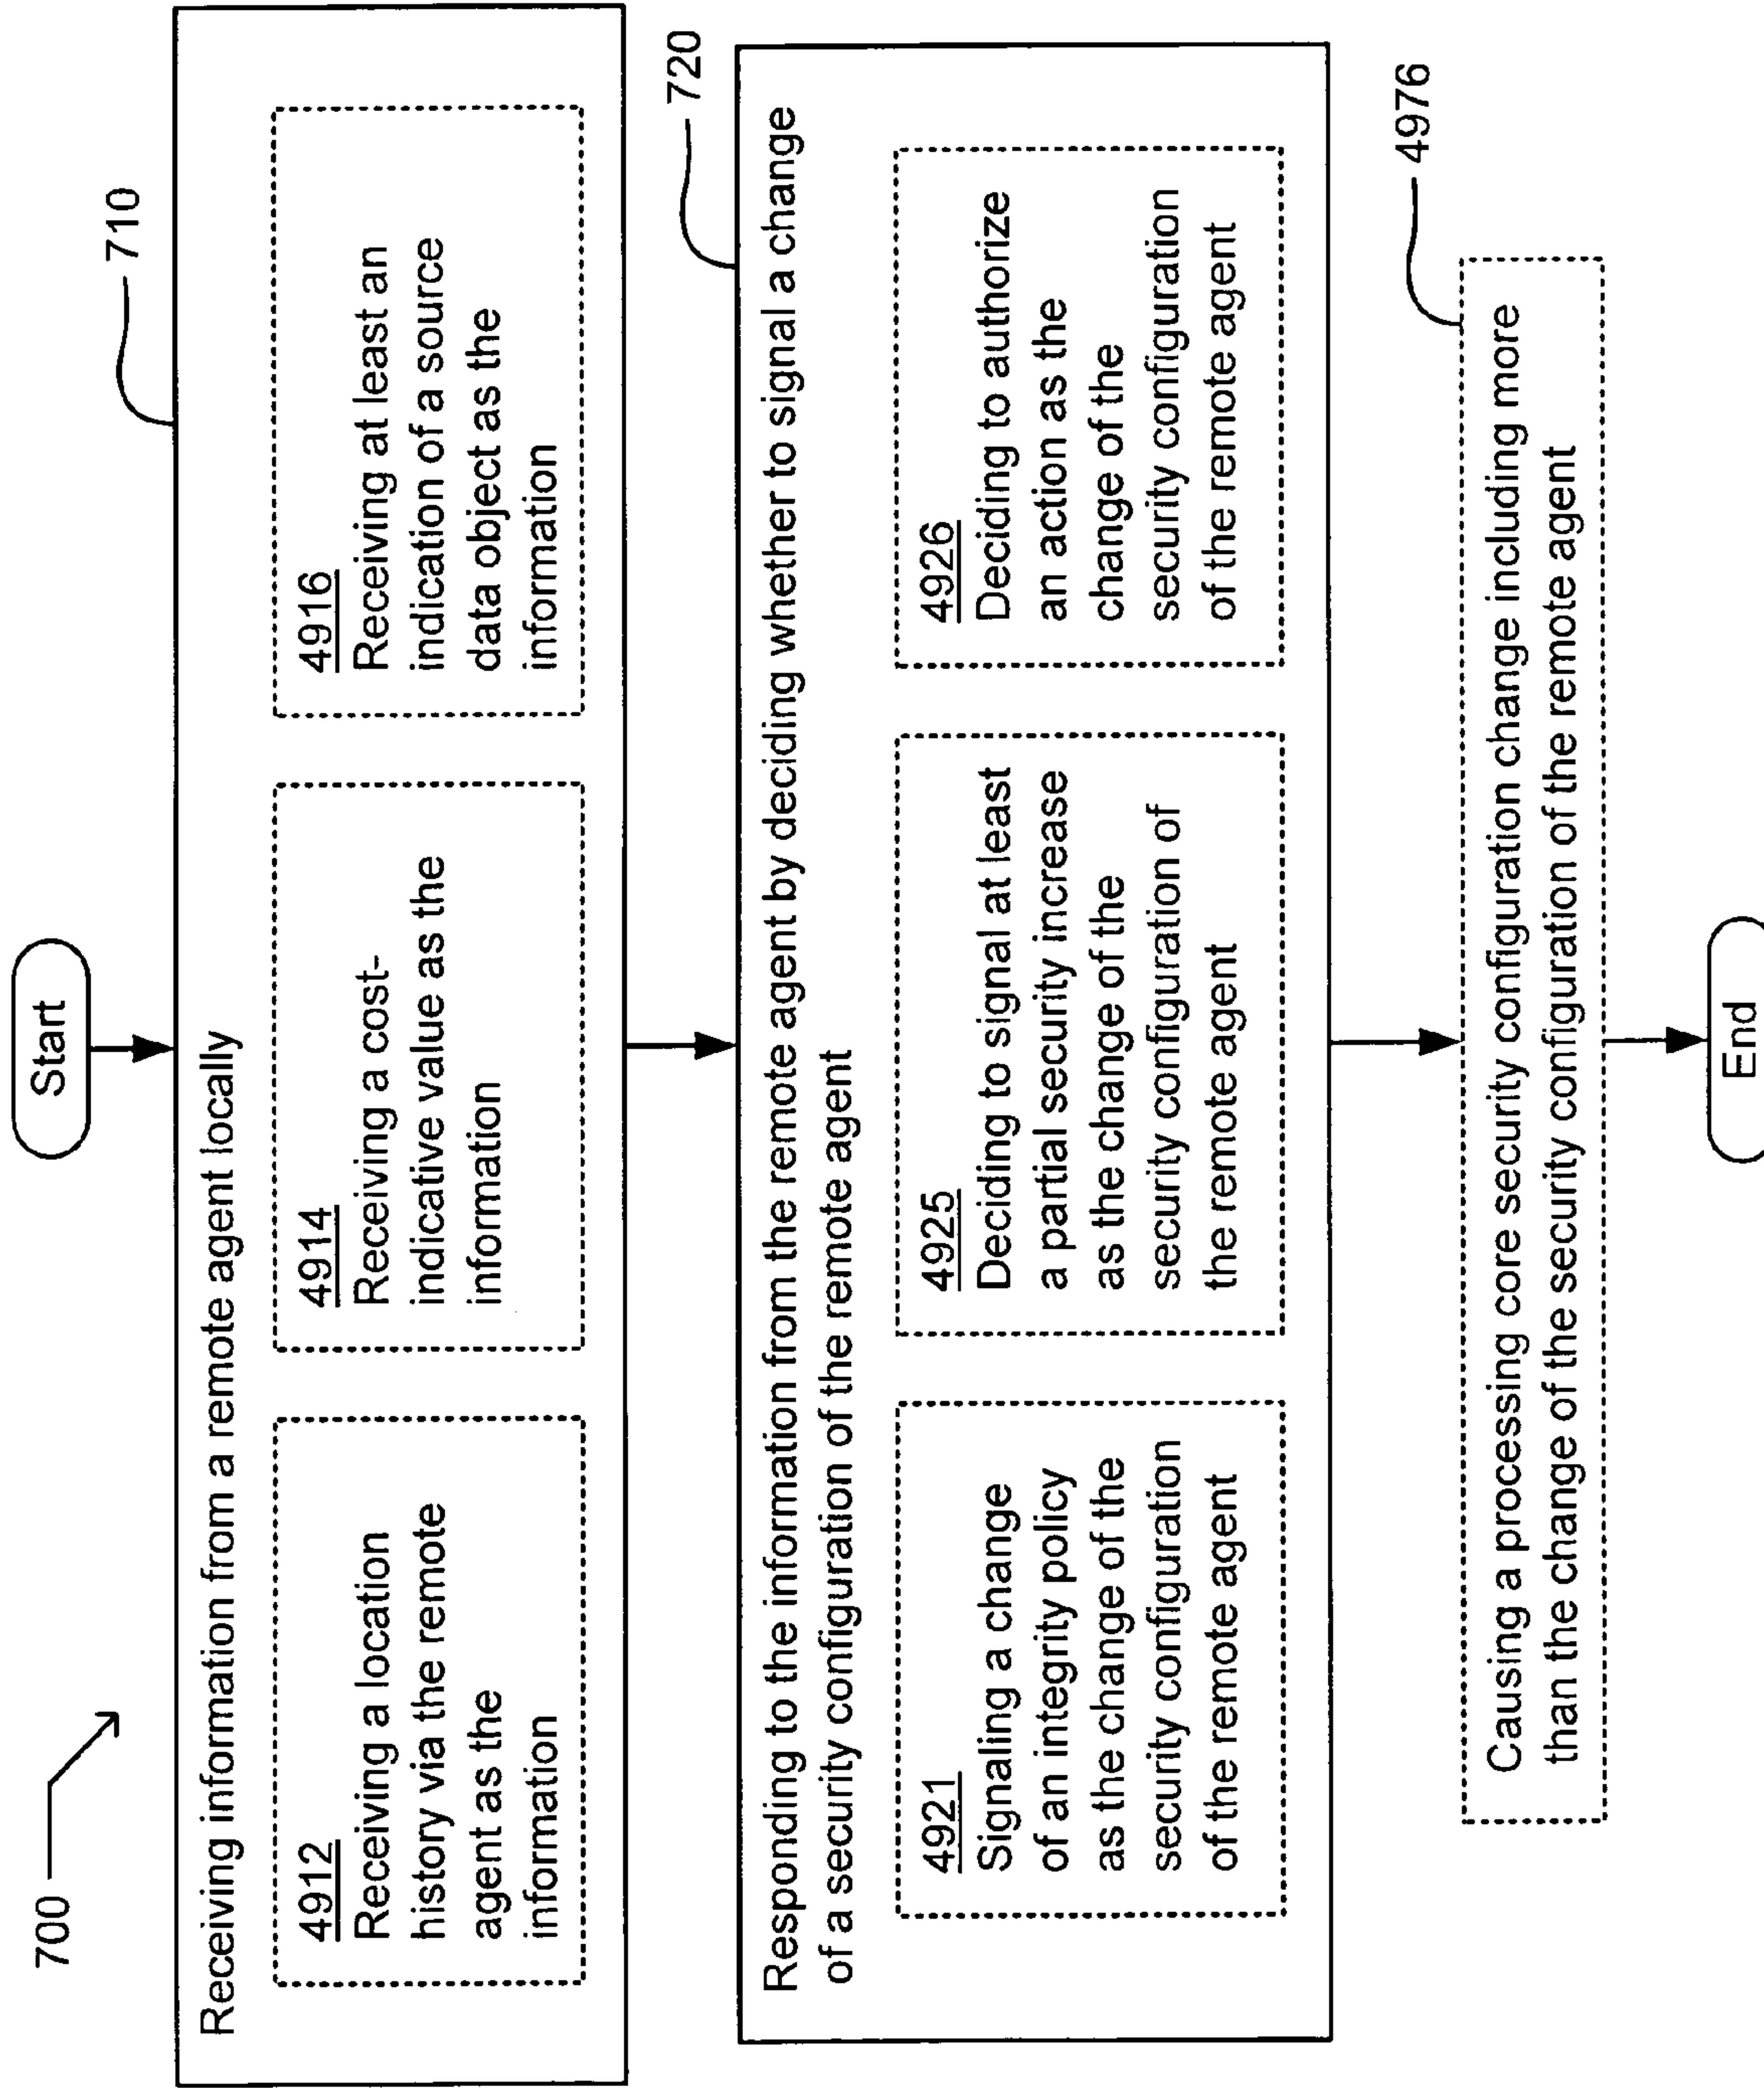 700
Start
710
Receiving information from a remote agent locally
4912
Receiving a location
history via the remote
agent as the
information
4914
Receiving a cost-
indicative value as the
information
4916
Receiving at least an
indication of a source
data object as the
information
720
Responding to the information from the remote agent by deciding whether to signal a change
of a security configuration of the remote agent
4921
Signaling a change
of an integrity policy
as the change of the
security configuration
of the remote agent
4925
Deciding to signal at least
a partial security increase
as the change of the
security configuration of
the remote agent
4926
Deciding to authorize
an action as the
change of the
security configuration
of the remote agent
4976
Causing a processing core security configuration change including more
than the change of the security configuration of the remote agent
End